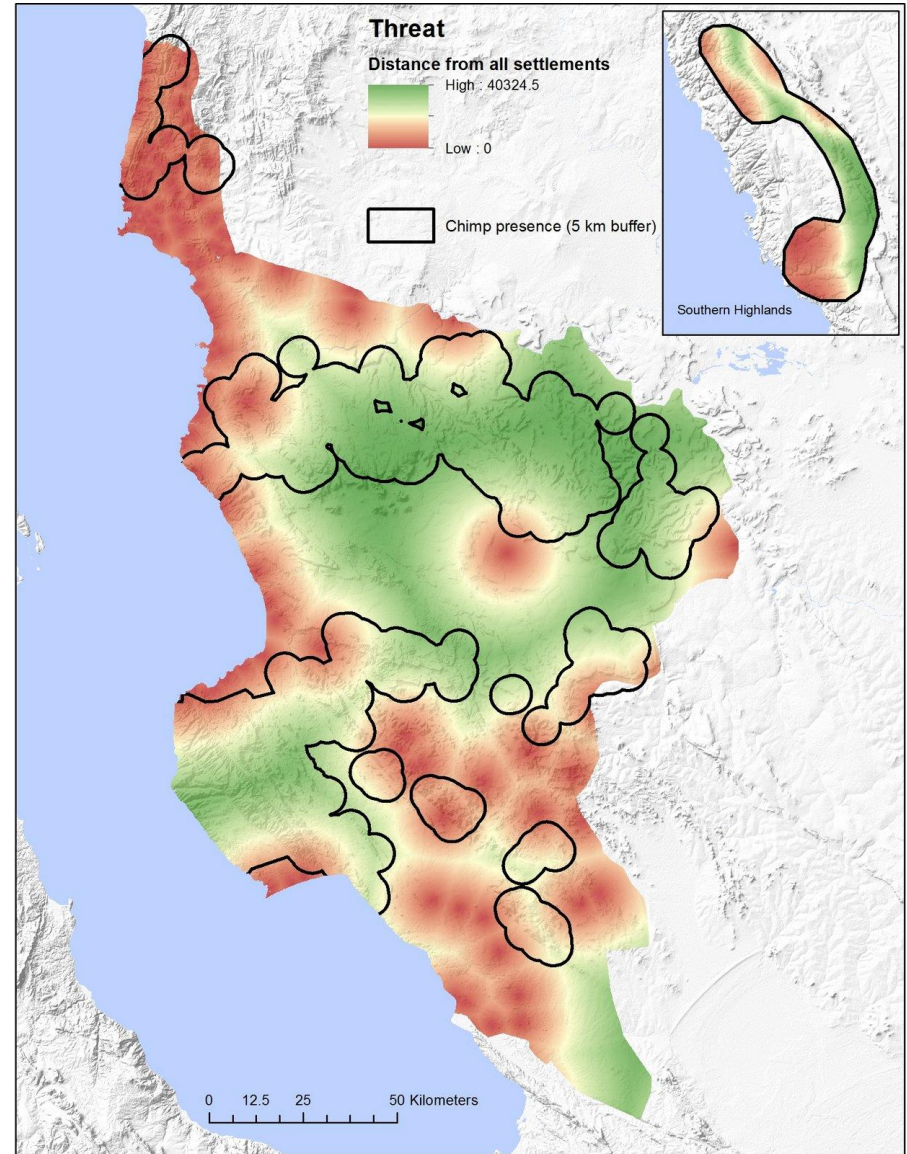 Threat
Distance from all settlements
High : 40324.5
Low : 0
Chimp presence (5 km buffer)
Southern Highlands
0 12.5 25 50 Kilometers